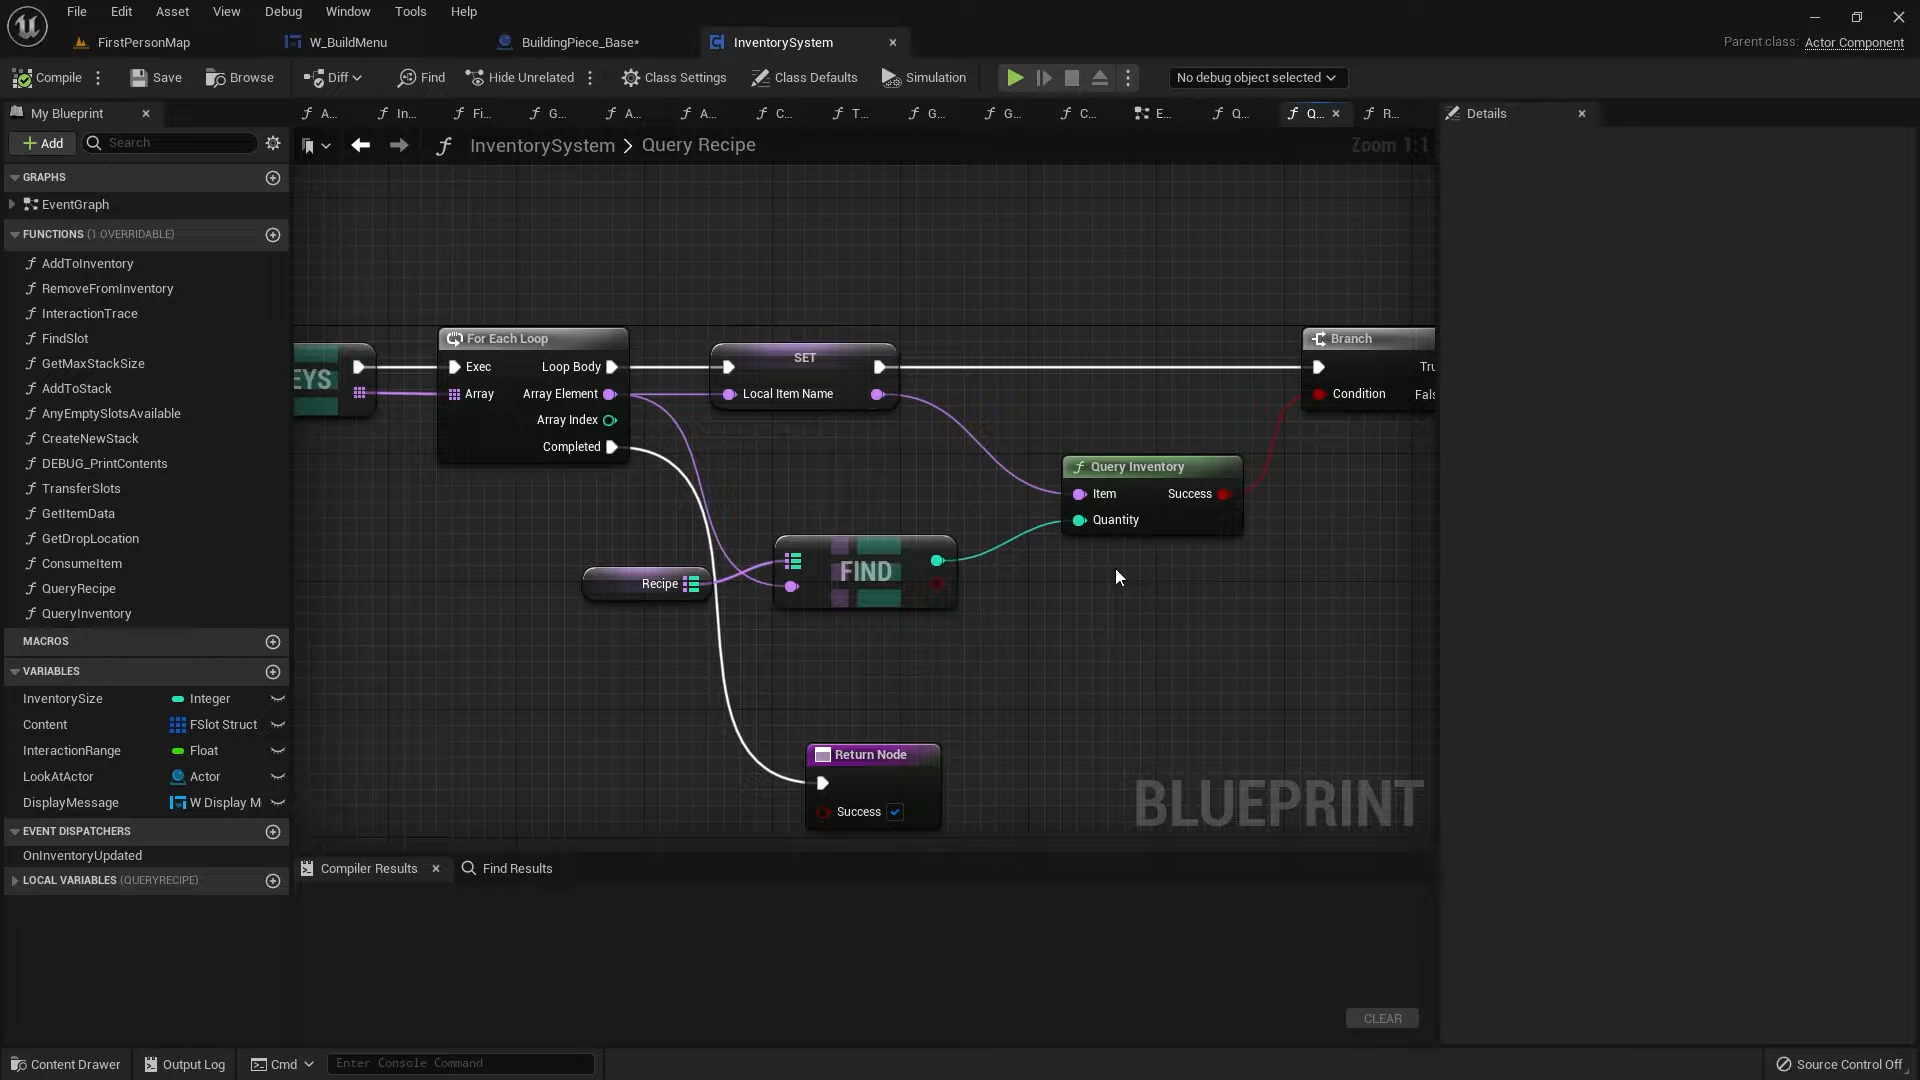 File Edit Asset View Debug Window Tools Help
FirstPersonMap W_BuildMenu BuildingPiece_Base* InventorySystem
Parent class: Actor Component
Compile Save Browse Diff Find Hide Unrelated Class Settings Class Defaults Simulation No debug object selected
My Blueprint
A... In... Fi... G... A... A... C... T... G... G... C... E... Q... Q... R...
Details
Add Search
InventorySystem > Query Recipe
Zoom 1:1
GRAPHS
EventGraph
FUNCTIONS (1 OVERRIDABLE)
AddToInventory
RemoveFromInventory
InteractionTrace
FindSlot
GetMaxStackSize
AddToStack
AnyEmptySlotsAvailable
CreateNewStack
DEBUG_PrintContents
TransferSlots
GetItemData
GetDropLocation
ConsumeItem
QueryRecipe
QueryInventory
MACROS
VARIABLES
InventorySize Integer
Content FSlot Struct
InteractionRange Float
LookAtActor Actor
DisplayMessage W Display M
EVENT DISPATCHERS
OnInventoryUpdated
LOCAL VARIABLES (QUERYRECIPE)
EYS
For Each Loop
Exec Loop Body
Array Array Element
Array Index
Completed
SET
Local Item Name
Branch
Tru
Condition Fals
Query Inventory
Item Success
Quantity
Recipe
FIND
Return Node
Success
BLUEPRINT
Compiler Results Find Results
CLEAR
Content Drawer Output Log Cmd Enter Console Command Source Control Off